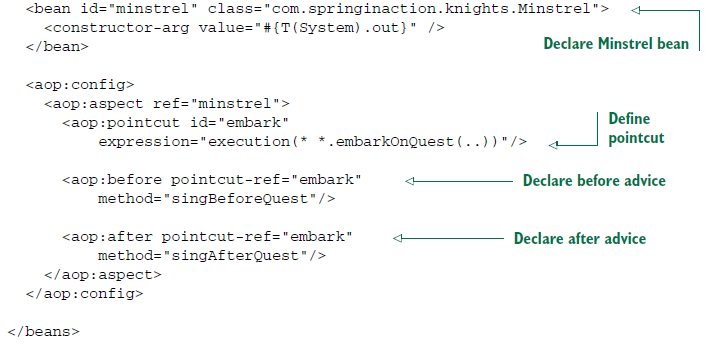 <bean id="minstrel" class="com.springinaction.knights.Minstrel">
<constructor-arg value="#{T(System).out}" />
</bean>
Declare Minstrel bean
<aop:config>
<aop:aspect ref="minstrel">
<aop:pointcut id="embark"
expression="execution(* *.embarkOnQuest(..))"/>
Define
pointcut
<aop:before pointcut-ref="embark"
method="singBeforeQuest"/>
Declare before advice
<aop:after pointcut-ref="embark"
method="singAfterQuest"/>
Declare after advice
</aop:aspect>
</aop:config>
</beans>